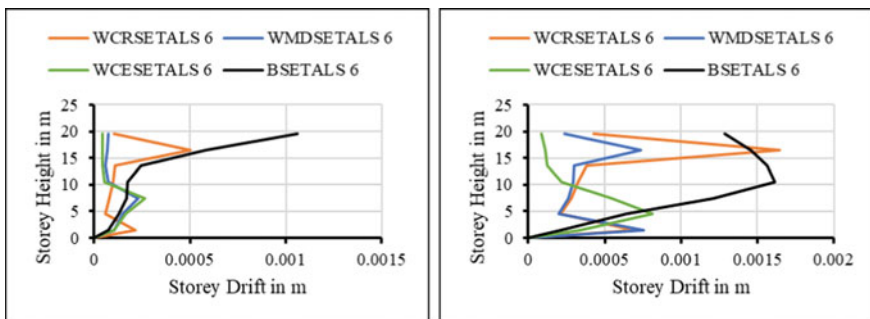 WCRSETALS 6 WMDSETALS 6
WCESETALS 6 BSETALS 6
Storey Height in m
25
20
15
10
5
0
0 0.0005 0.001 0.0015
Storey Drift in m
WCRSETALS 6 WMDSETALS 6
WCESETALS 6 BSETALS 6
Storey Height in m
25
20
15
10
5
0
0 0.0005 0.001 0.0015 0.002
Storey Drift in m